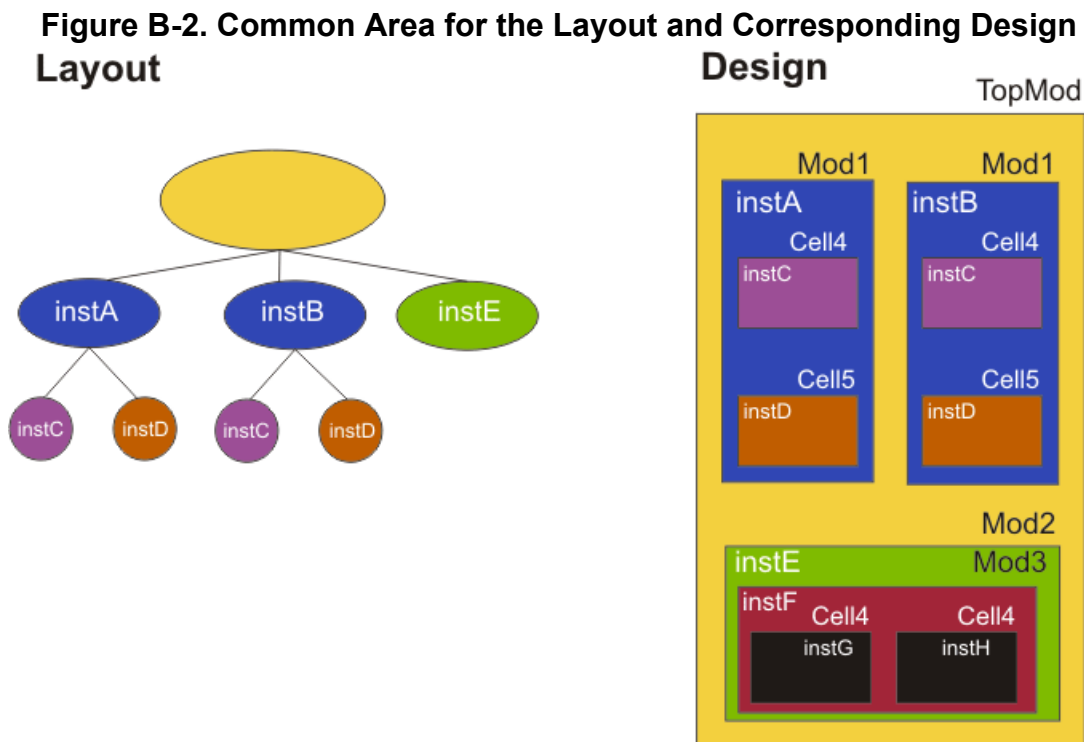 Figure B-2. Common Area for the Layout and Corresponding Design
Layout
instA
instB
instE
instC
instD
instC
instD
Design
TopMod
Mod1
Mod1
instA
instB
Cell4
Cell4
instC
instC
Cell5
Cell5
instD
instD
Mod2
instE
Mod3
instF
Cell4
Cell4
instG
instH